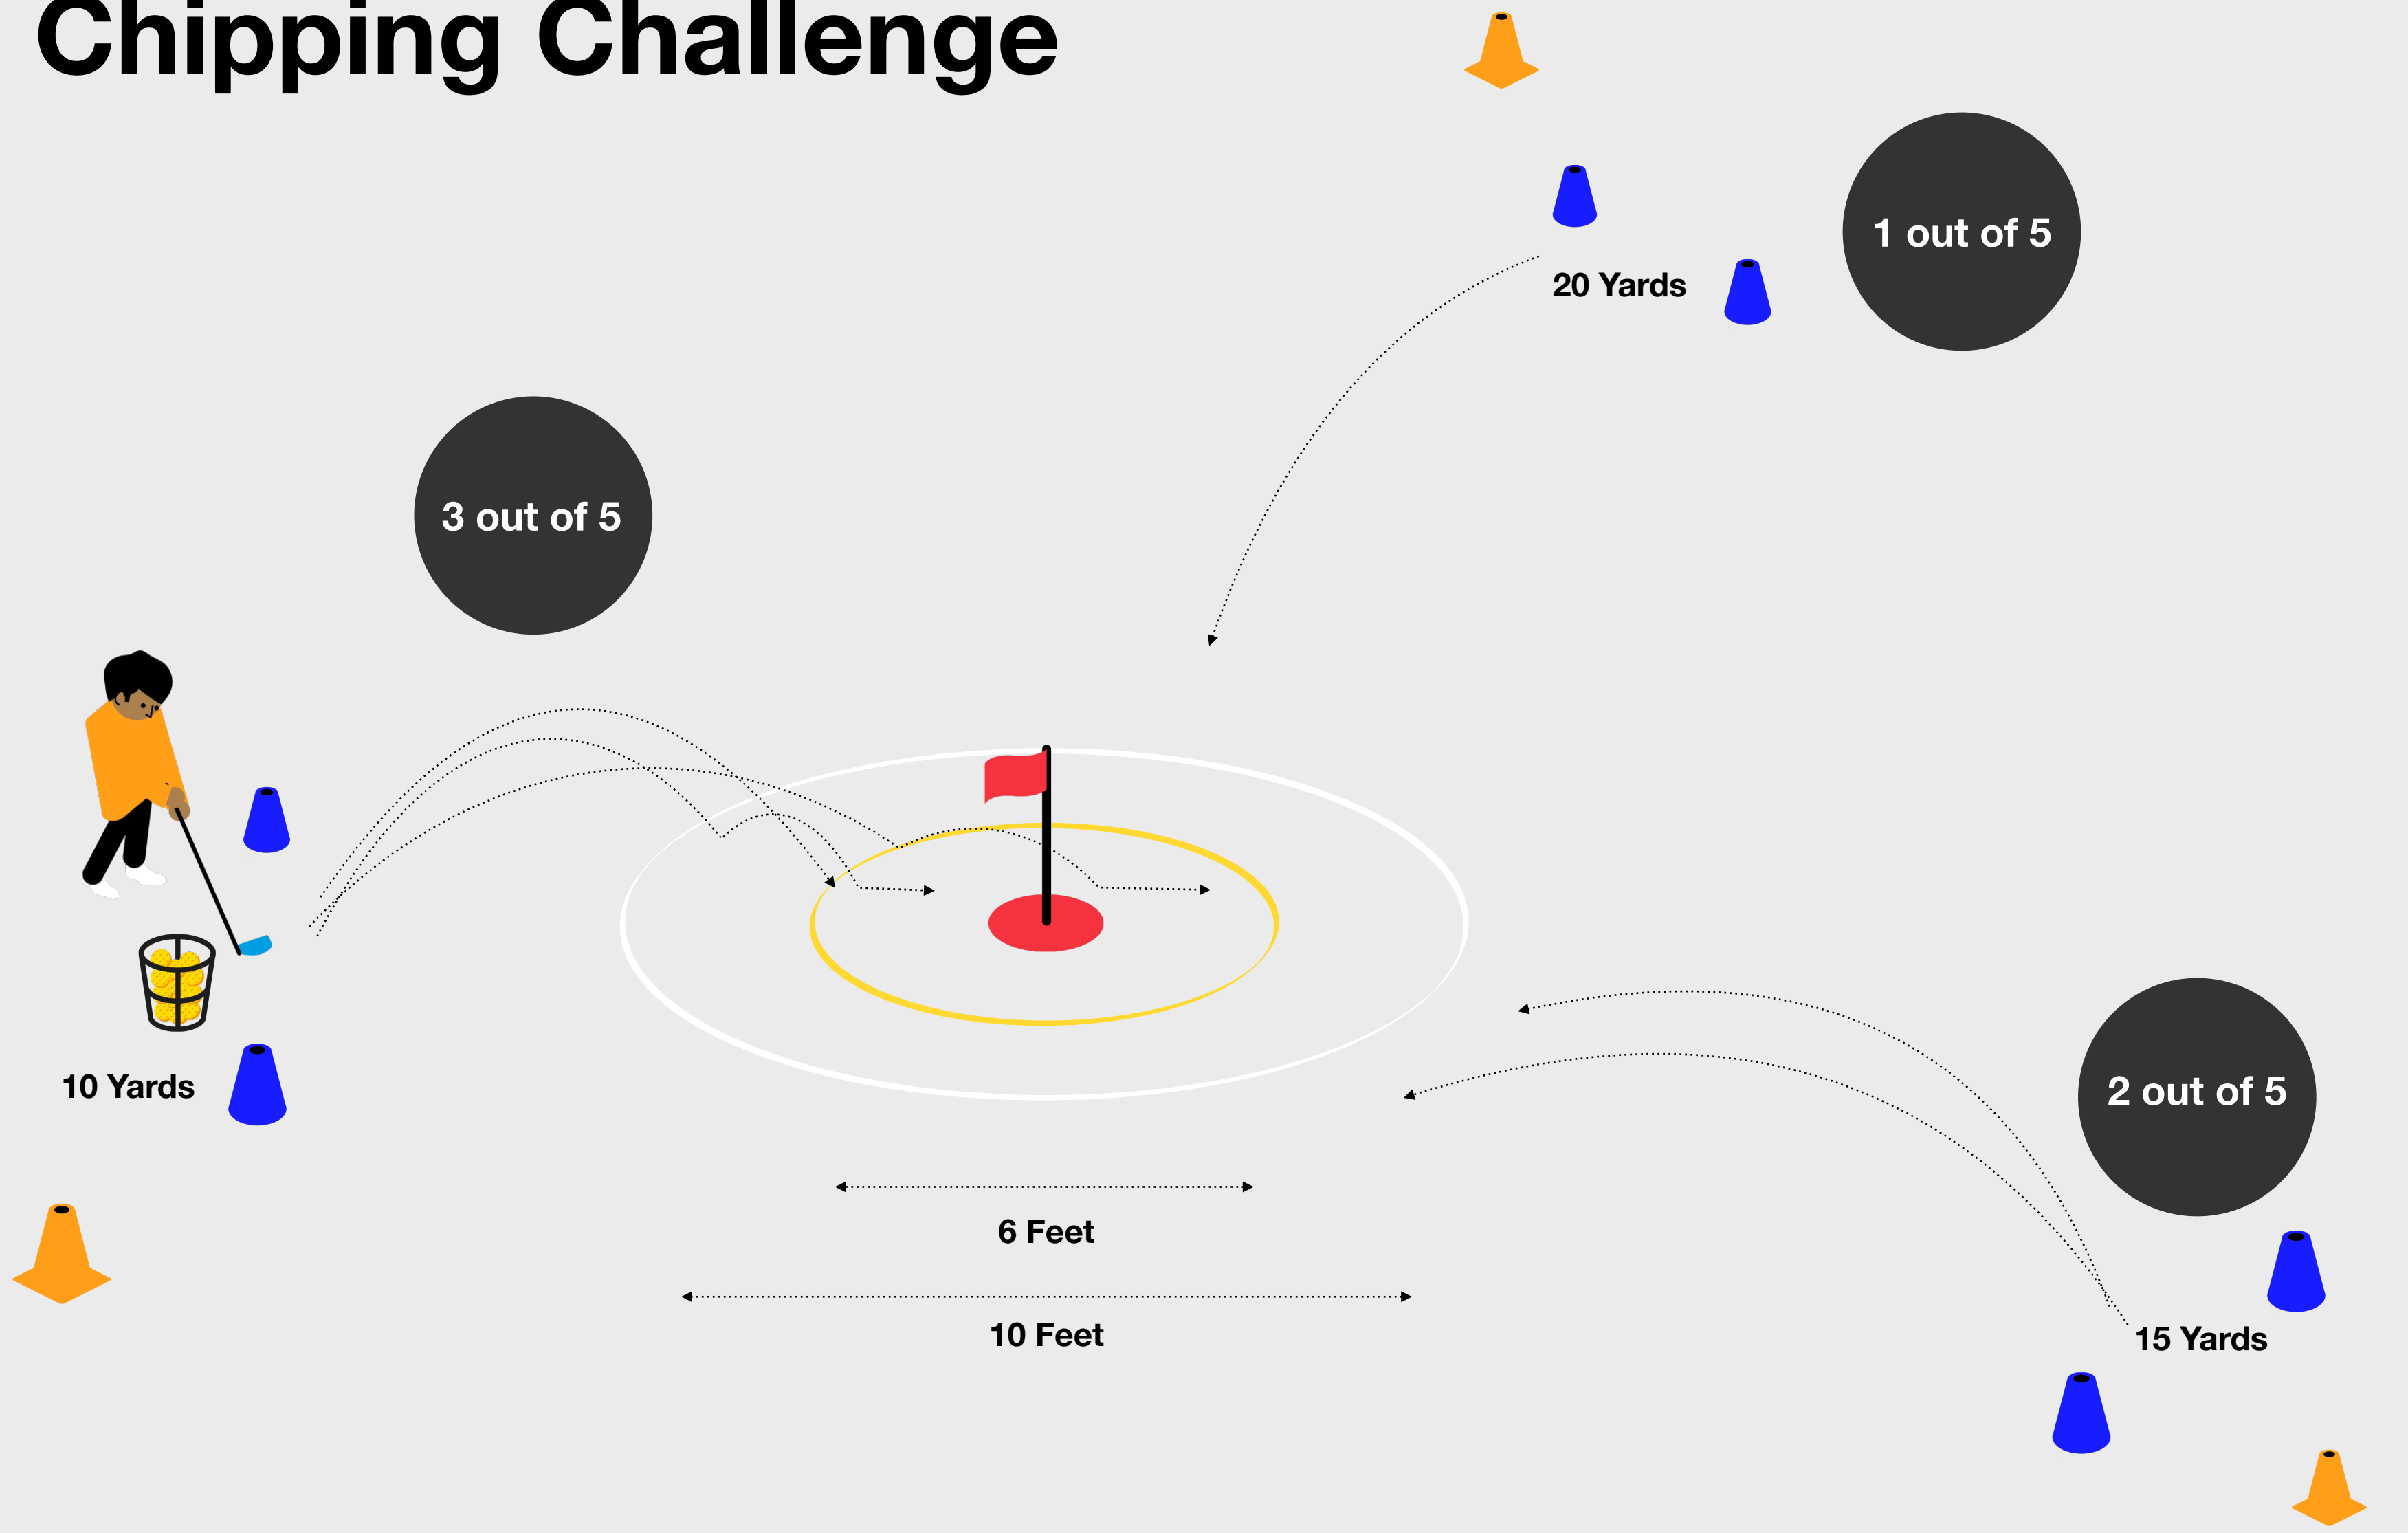 Chipping Challenge
1 out of 5
20 Yards
3 out of 5
10 Yards
2 out of 5
6 Feet
10 Feet
15 Yards